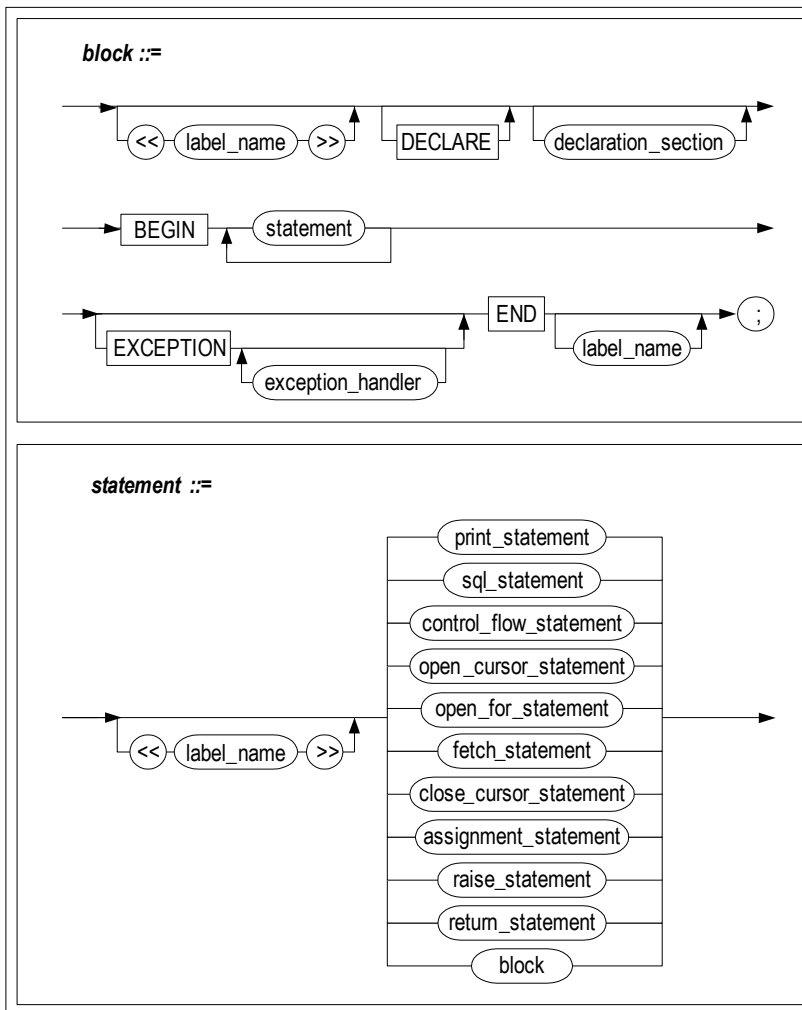 block ::=
<< label_name >> DECLARE declaration_section
BEGIN statement
EXCEPTION exception_handler END label_name ;
statement ::=
print_statement
sql_statement
control_flow_statement
open_cursor_statement
open_for_statement
<< label_name >>
fetch_statement
close_cursor_statement
assignment_statement
raise_statement
return_statement
block